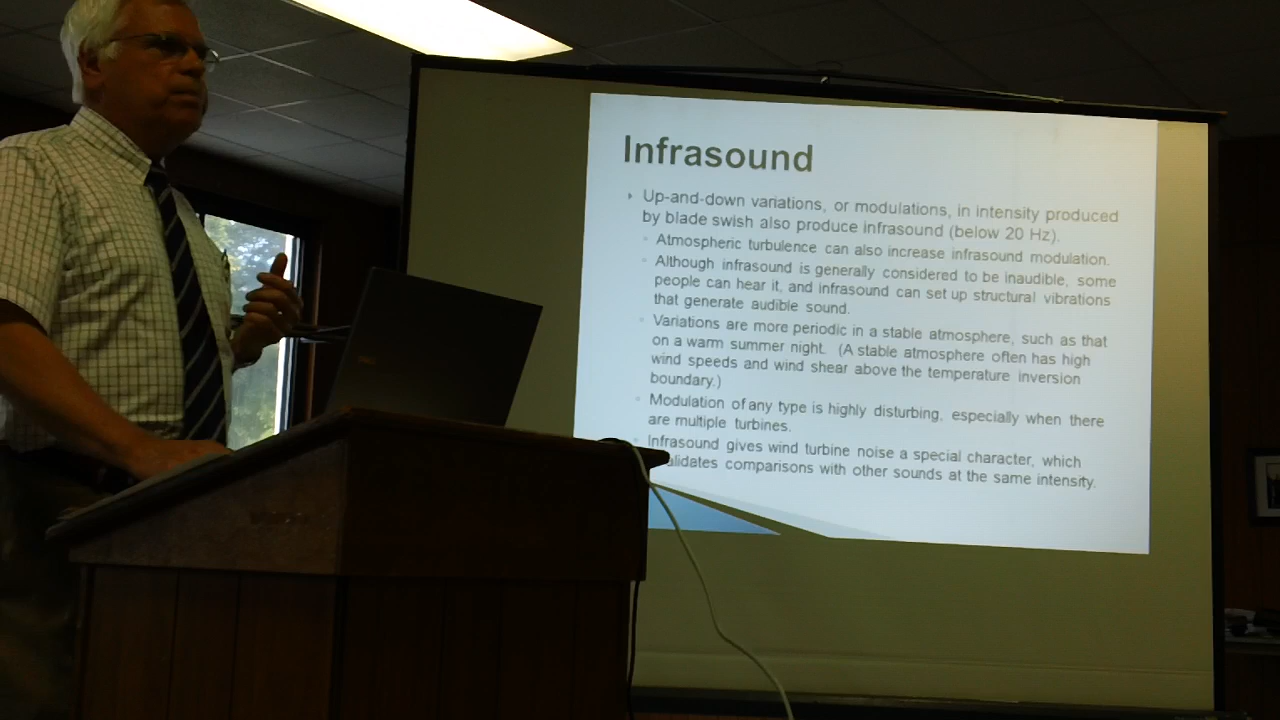 Infrasound
Up-and-down variations, or modulations, in intensity produced
by blade swish also produce infrasound (below 20 Hz).
Atmospheric turbulence can also increase infrasound modulation.
Although infrasound is generally considered to be inaudible, some
people can hear it, and infrasound can set up structural vibrations
that generate audible sound.
Variations are more periodic in a stable atmosphere, such as that
on a warm summer night. (A stable atmosphere often has high
wind speeds and wind shear above the temperature inversion
boundary.)
Modulation of any type is highly disturbing, especially when there
are multiple turbines.
Infrasound gives wind turbine noise a special character, which
alidates comparisons with other sounds at the same intensity.